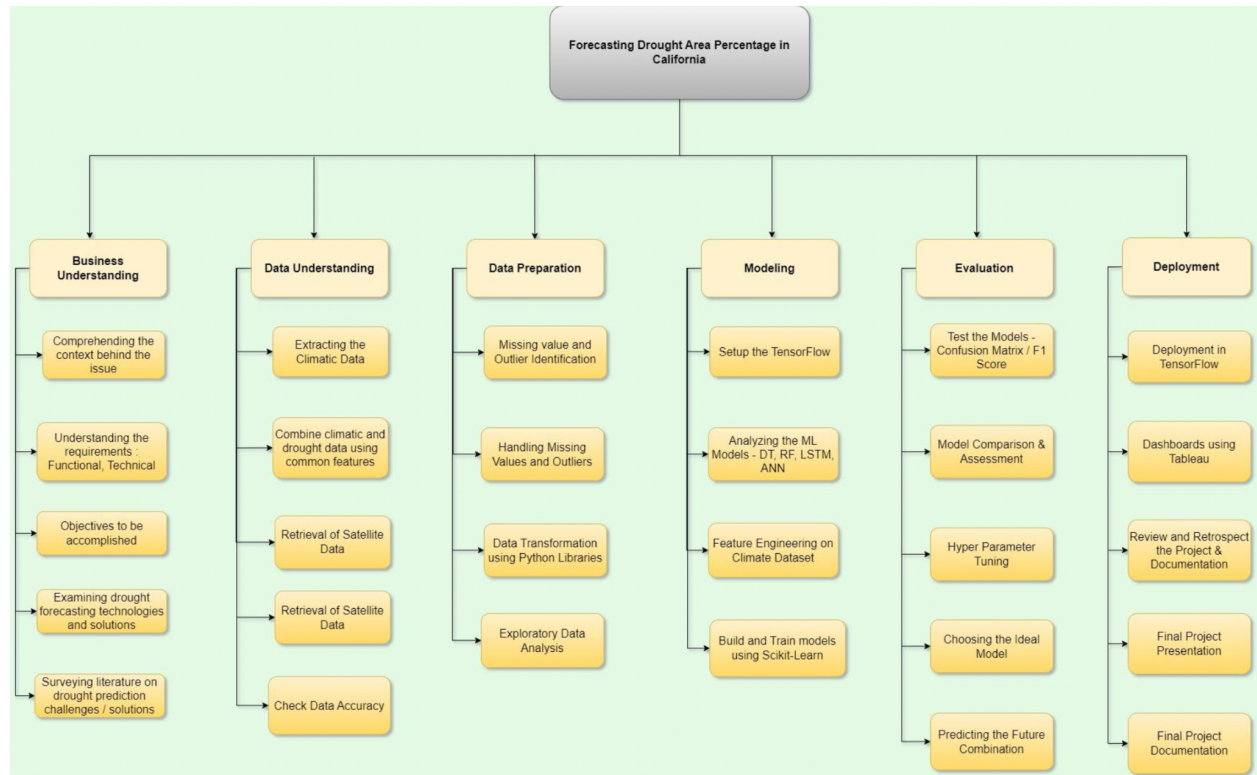 Forecasting Drought Area Percentage in
California
Business
Understanding
Comprehending the
context behind the
issue
Understanding the
requirements :
Functional, Technical
Objectives to be
accomplished
Examining drought
forecasting technologies
and solutions
Surveying literature on
drought prediction
challenges / solutions
Data Understanding
Extracting the
Climatic Data
Combine climatic and
drought data using
common features
Retrieval of Satellite
Data
Retrieval of Satellite
Data
Check Data Accuracy
Data Preparation
Missing value and
Outlier Identification
Handling Missing
Values and Outliers
Data Transformation
using Python Libraries
Exploratory Data
Analysis
Modeling
Setup the TensorFlow
Analyzing the ML
Models - DT, RF, LSTM,
ANN
Feature Engineering on
Climate Dataset
Build and Train models
using Scikit-Learn
Evaluation
Test the Models -
Confusion Matrix / F1
Score
Model Comparison &
Assessment
Hyper Parameter
Tuning
Choosing the Ideal
Model
Predicting the Future
Combination
Deployment
Deployment in
TensorFlow
Dashboards using
Tableau
Review and Retrospect
the Project &
Documentation
Final Project
Presentation
Final Project
Documentation